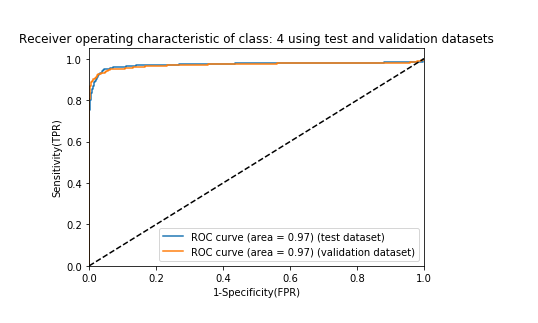 Receiver operating characteristic of class: 4 using test and validation datasets
1.0
0.8
0.6
0.4
0.2
0.0
Sensitivity(TPR)
ROC curve (area = 0.97) (test dataset)
ROC curve (area = 0.97) (validation dataset)
0.0 0.2 0.4 0.6 0.8 1.0
1-Specificity(FPR)